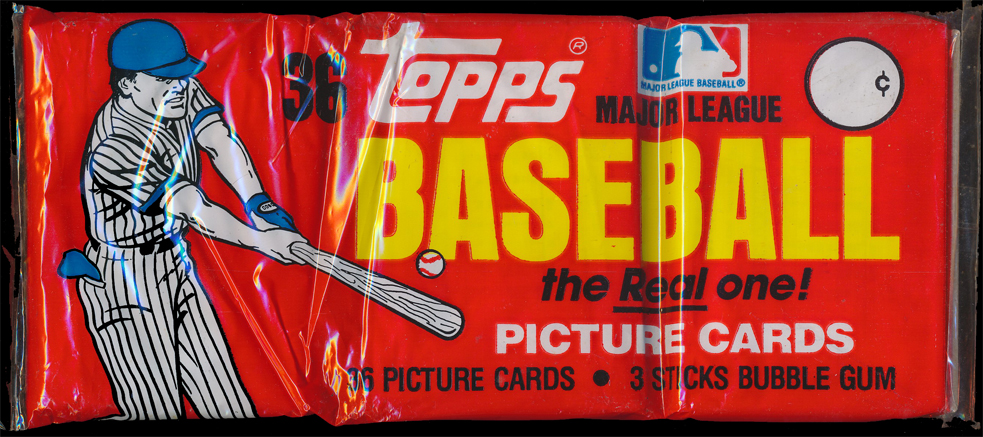 36 Topps ®
MAJOR LEAGUE BASEBALL®
MAJOR LEAGUE
¢
BASEBALL
the Real one!
PICTURE CARDS
36 PICTURE CARDS • 3 STICKS BUBBLE GUM